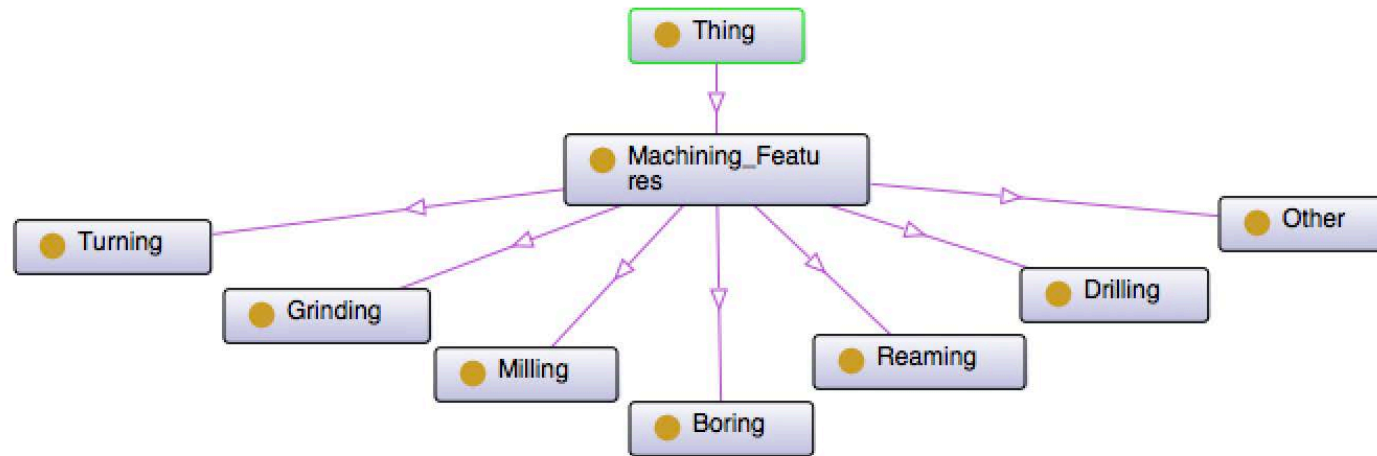 Thing
Machining_Featu
res
Turning
Other
Grinding
Drilling
Milling
Reaming
Boring